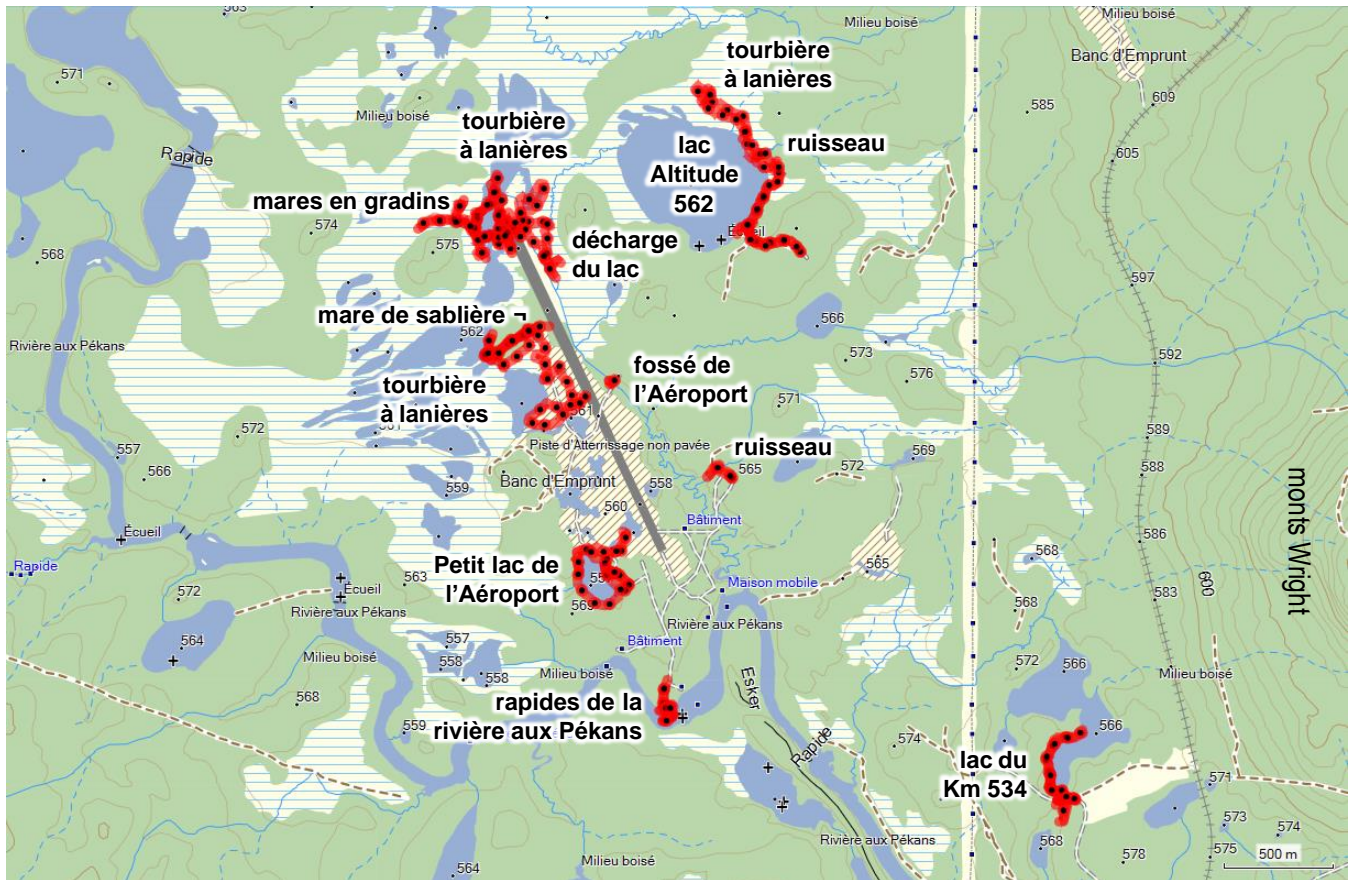 563
Milieu boisé
Milieu boisé
Banc d'Emprunt
571
tourbière
à lanières
609
585
Milieu boisé
tourbière
à lanières
lac
Altitude
562
ruisseau
605
Rapide
mares en gradins
574
575
568
décharge
du lac
Écueil
597
mare de sablière ¬
562
566
Rivière aux Pékans
573
592
fossé de
l'Aéroport
576
tourbière
à lanières
561
571
572
Piste d'Atterrissage non pavée
589
557
566
ruisseau
565
572
569
588
Banc d'Emprunt
559
558
560
Bâtiment
586
Écueil
monts Wright
Rapide
Petit lac de
l'Aéroport
563
569
572
Écueil
Maison mobile
565
568
568
583
600
Rivière aux Pékans
Rivière aux Pékans
564
557
558
558
Bâtiment
Milieu boisé
Milieu boisé
572
566
Milieu boisé
568
rapides de la
rivière aux Pékans
Esker
559
Rapide
574
566
lac du
Km 534
571
573
574
Rivière aux Pékans
568
578
575
500 m
564
Milieu boisé